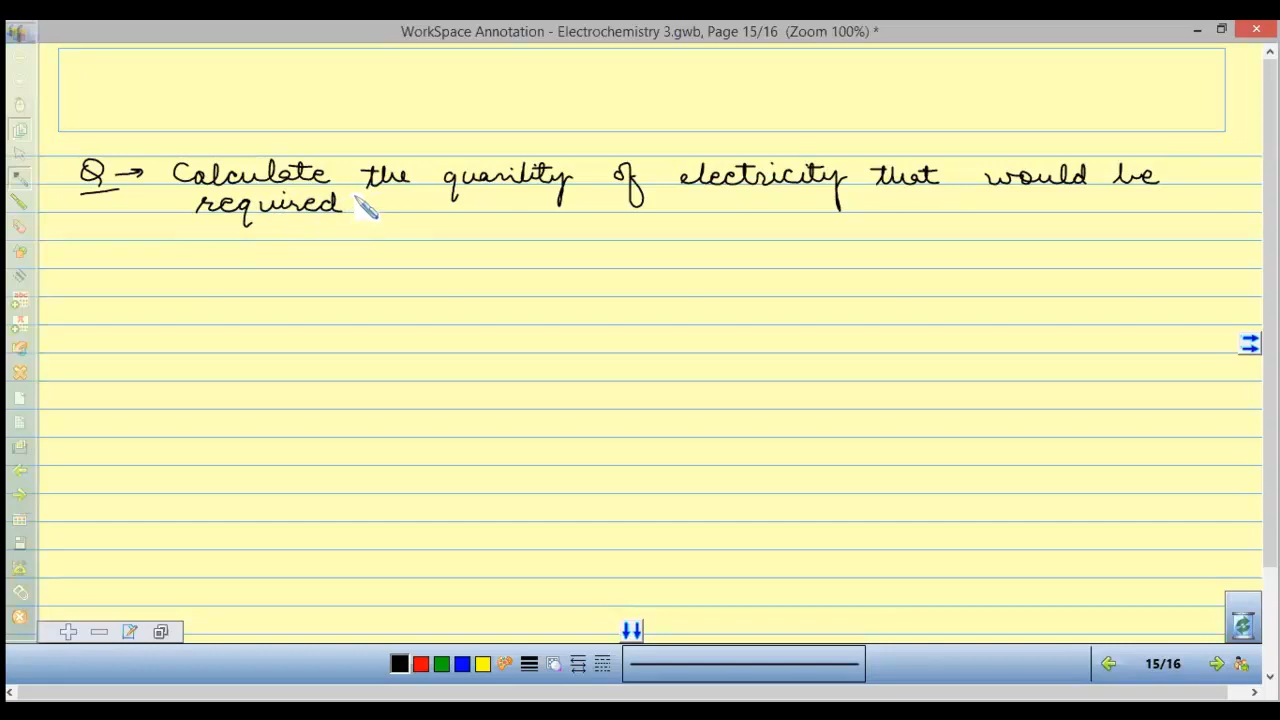 WorkSpace Annotation - Electrochemistry 3.gwb, Page 15/16 (Zoom 100%) *
Q → Calculate the quantity of electricity that would be
required
15/16